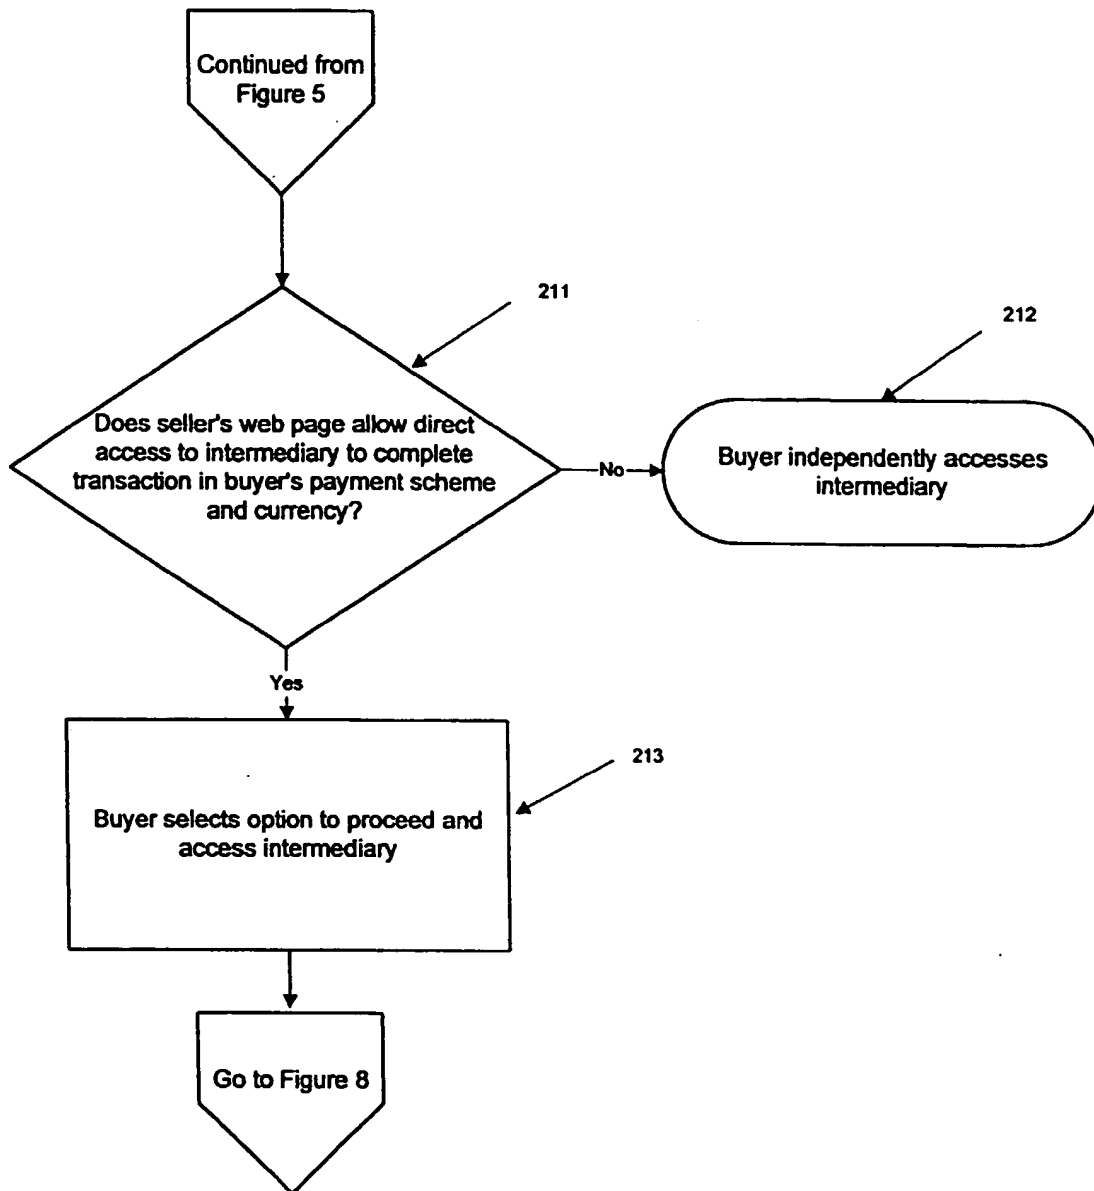 Continued from
Figure 5
211
212
Does seller's web page allow direct
access to intermediary to complete
transaction in buyer's payment scheme
and currency?
No
Buyer independently accesses
intermediary
Yes
213
Buyer selects option to proceed and
access intermediary
Go to Figure 8